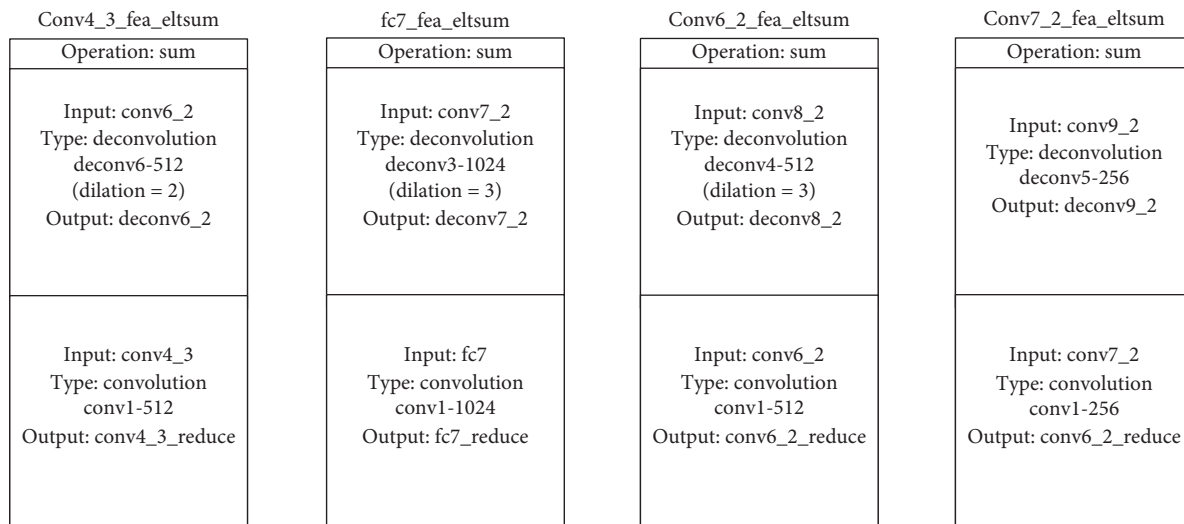 Conv4_3_fea_eltsum
Operation: sum
Input: conv6_2
Type: deconvolution
deconv6-512
(dilation = 2)
Output: deconv6_2
Input: conv4_3
Type: convolution
conv1-512
Output: conv4_3_reduce
fc7_fea_eltsum
Operation: sum
Input: conv7_2
Type: deconvolution
deconv3-1024
(dilation = 3)
Output: deconv7_2
Input: fc7
Type: convolution
conv1-1024
Output: fc7_reduce
Conv6_2_fea_eltsum
Operation: sum
Input: conv8_2
Type: deconvolution
deconv4-512
(dilation = 3)
Output: deconv8_2
Input: conv6_2
Type: convolution
conv1-512
Output: conv6_2_reduce
Conv7_2_fea_eltsum
Operation: sum
Input: conv9_2
Type: deconvolution
deconv5-256
Output: deconv9_2
Input: conv7_2
Type: convolution
conv1-256
Output: conv6_2_reduce